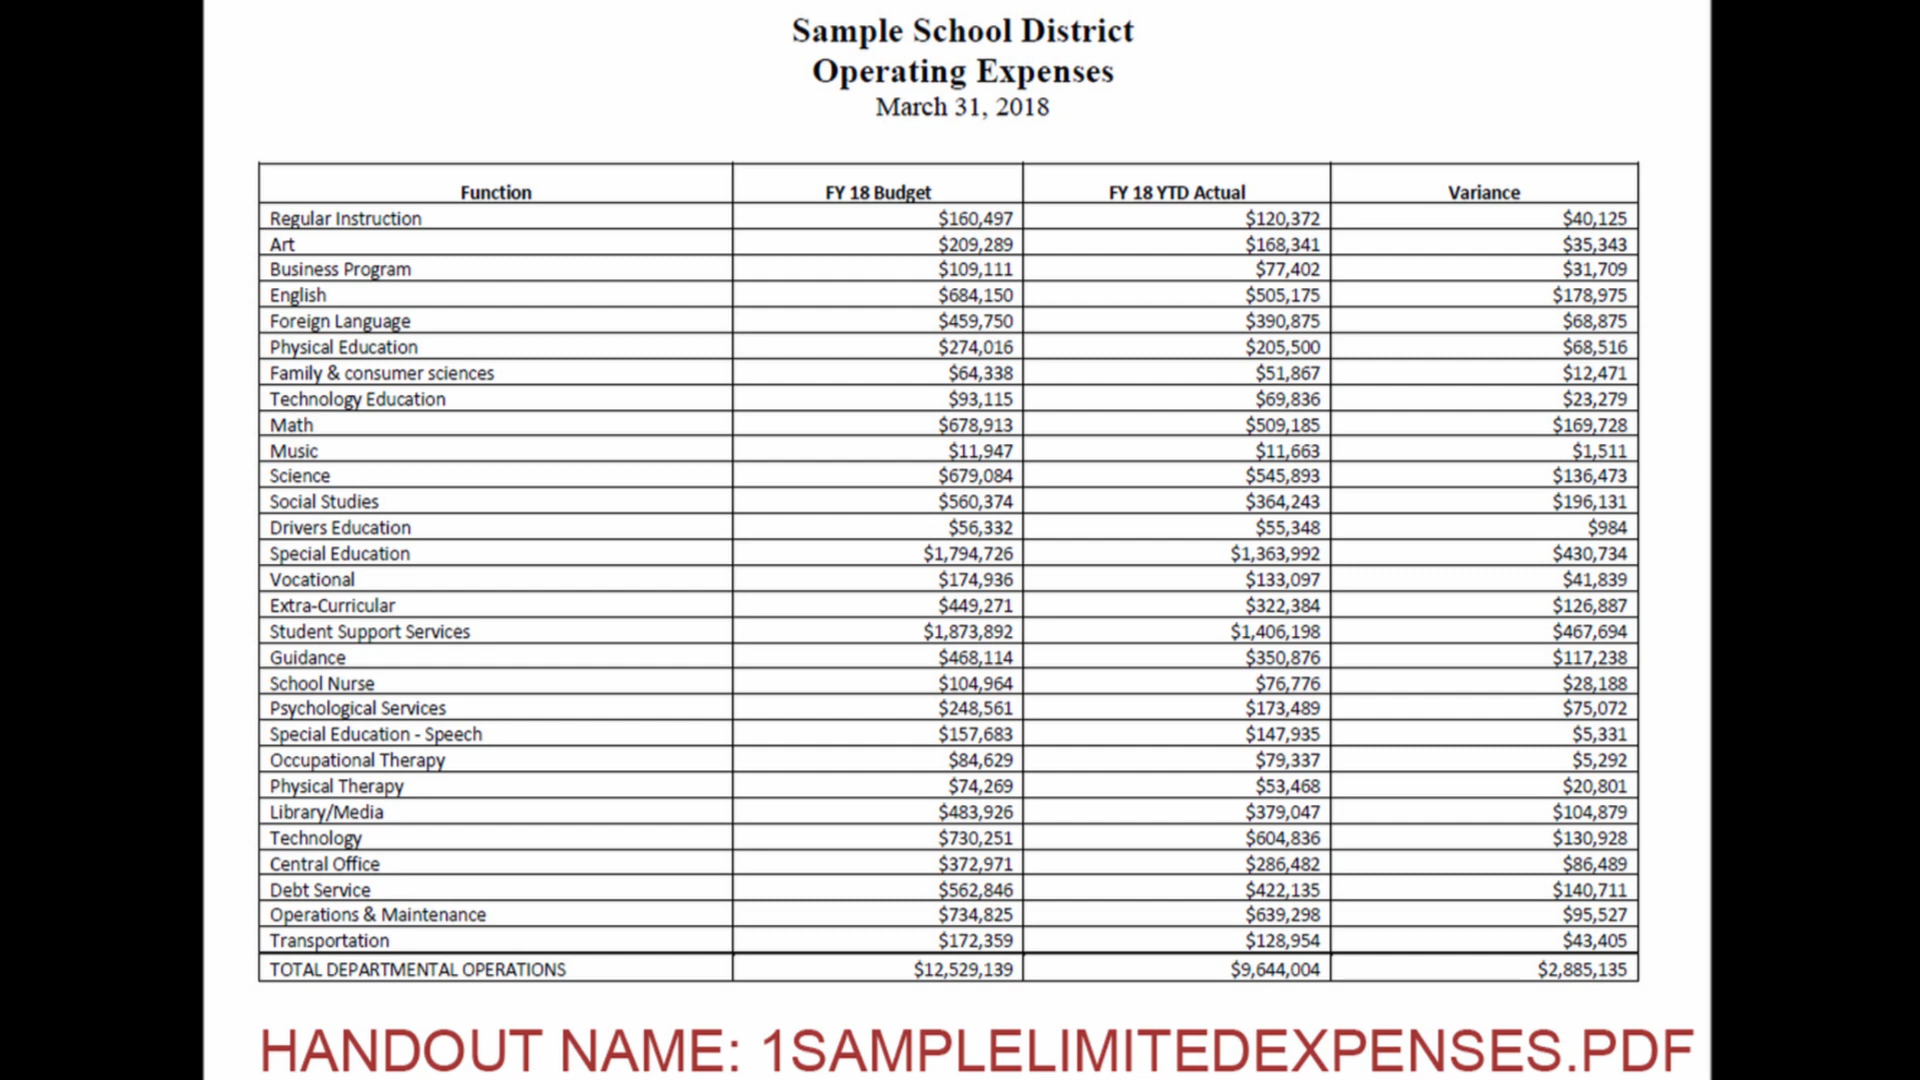 Sample School District
Operating Expenses
March 31, 2018
Function FY 18 Budget FY 18 YTD Actual Variance
Regular Instruction $160,497 $120,372 $40,125
Art $209,289 $168,341 $35,343
Business Program $109,111 $77,402 $31,709
English $684,150 $505,175 $178,975
Foreign Language $459,750 $390,875 $68,875
Physical Education $274,016 $205,500 $68,516
Family & consumer sciences $64,338 $51,867 $12,471
Technology Education $93,115 $69,836 $23,279
Math $678,913 $509,185 $169,728
Music $11,947 $11,663 $1,511
Science $679,084 $545,893 $136,473
Social Studies $560,374 $364,243 $196,131
Drivers Education $56,332 $55,348 $984
Special Education $1,794,726 $1,363,992 $430,734
Vocational $174,936 $133,097 $41,839
Extra-Curricular $449,271 $322,384 $126,887
Student Support Services $1,873,892 $1,406,198 $467,694
Guidance $468,114 $350,876 $117,238
School Nurse $104,964 $76,776 $28,188
Psychological Services $248,561 $173,489 $75,072
Special Education - Speech $157,683 $147,935 $5,331
Occupational Therapy $84,629 $79,337 $5,292
Physical Therapy $74,269 $53,468 $20,801
Library/Media $483,926 $379,047 $104,879
Technology $730,251 $604,836 $130,928
Central Office $372,971 $286,482 $86,489
Debt Service $562,846 $422,135 $140,711
Operations & Maintenance $734,825 $639,298 $95,527
Transportation $172,359 $128,954 $43,405
TOTAL DEPARTMENTAL OPERATIONS $12,529,139 $9,644,004 $2,885,135
HANDOUT NAME: 1SAMPLELIMITEDEXPENSES.PDF